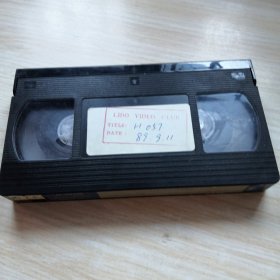 LIDO VIDEO CLUB
TITLE: H 057
DATE: 89.9.11